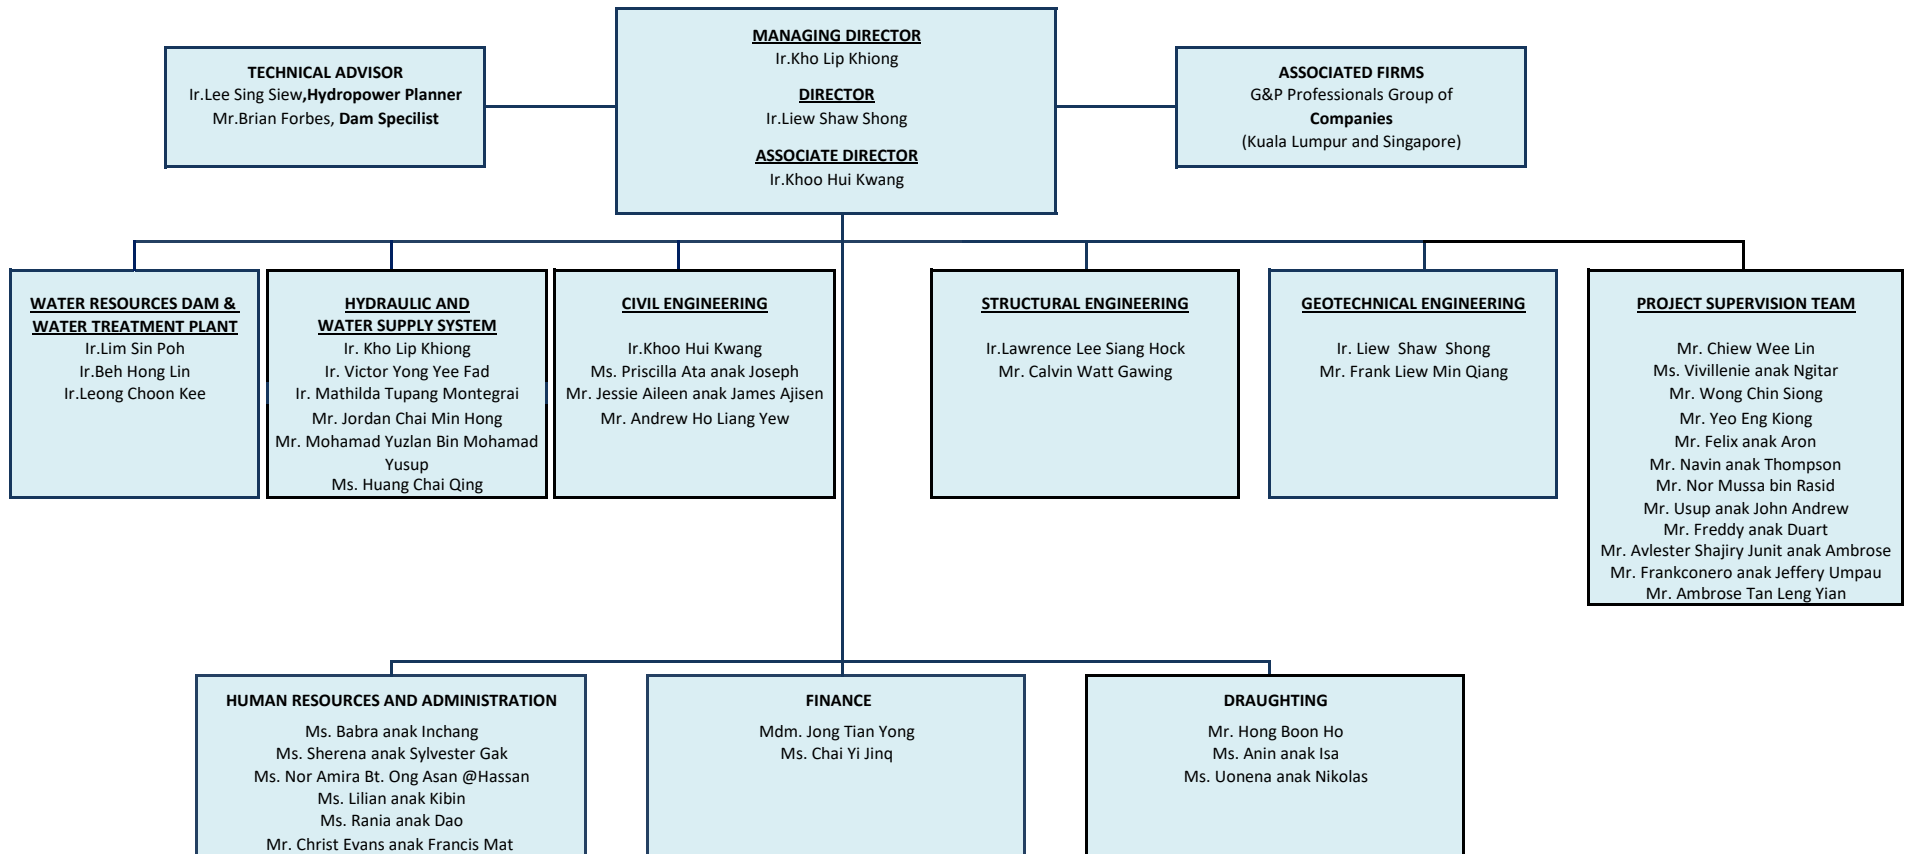 MANAGING DIRECTOR
Ir.Kho Lip Khiong
DIRECTOR
Ir.Liew Shaw Shong
ASSOCIATE DIRECTOR
Ir.Khoo Hui Kwang
TECHNICAL ADVISOR
Ir.Lee Sing Siew,Hydropower Planner
Mr.Brian Forbes, Dam Specilist
ASSOCIATED FIRMS
G&P Professionals Group of
Companies
(Kuala Lumpur and Singapore)
WATER RESOURCES DAM &
WATER TREATMENT PLANT
Ir.Lim Sin Poh
Ir.Beh Hong Lin
Ir.Leong Choon Kee
HYDRAULIC AND
WATER SUPPLY SYSTEM
Ir. Kho Lip Khiong
Ir. Victor Yong Yee Fad
Ir. Mathilda Tupang Montegrai
Mr. Jordan Chai Min Hong
Mr. Mohamad Yuzlan Bin Mohamad
Yusup
Ms. Huang Chai Qing
CIVIL ENGINEERING
Ir.Khoo Hui Kwang
Ms. Priscilla Ata anak Joseph
Mr. Jessie Aileen anak James Ajisen
Mr. Andrew Ho Liang Yew
STRUCTURAL ENGINEERING
Ir.Lawrence Lee Siang Hock
Mr. Calvin Watt Gawing
GEOTECHNICAL ENGINEERING
Ir. Liew Shaw Shong
Mr. Frank Liew Min Qiang
PROJECT SUPERVISION TEAM
Mr. Chiew Wee Lin
Ms. Vivillenie anak Ngitar
Mr. Wong Chin Siong
Mr. Yeo Eng Kiong
Mr. Felix anak Aron
Mr. Navin anak Thompson
Mr. Nor Mussa bin Rasid
Mr. Usup anak John Andrew
Mr. Freddy anak Duart
Mr. Avlester Shajiry Junit anak Ambrose
Mr. Frankconero anak Jeffery Umpau
Mr. Ambrose Tan Leng Yian
HUMAN RESOURCES AND ADMINISTRATION
Ms. Babra anak Inchang
Ms. Sherena anak Sylvester Gak
Ms. Nor Amira Bt. Ong Asan @Hassan
Ms. Lilian anak Kibin
Ms. Rania anak Dao
Mr. Christ Evans anak Francis Mat
FINANCE
Mdm. Jong Tian Yong
Ms. Chai Yi Jinq
DRAUGHTING
Mr. Hong Boon Ho
Ms. Anin anak Isa
Ms. Uonena anak Nikolas